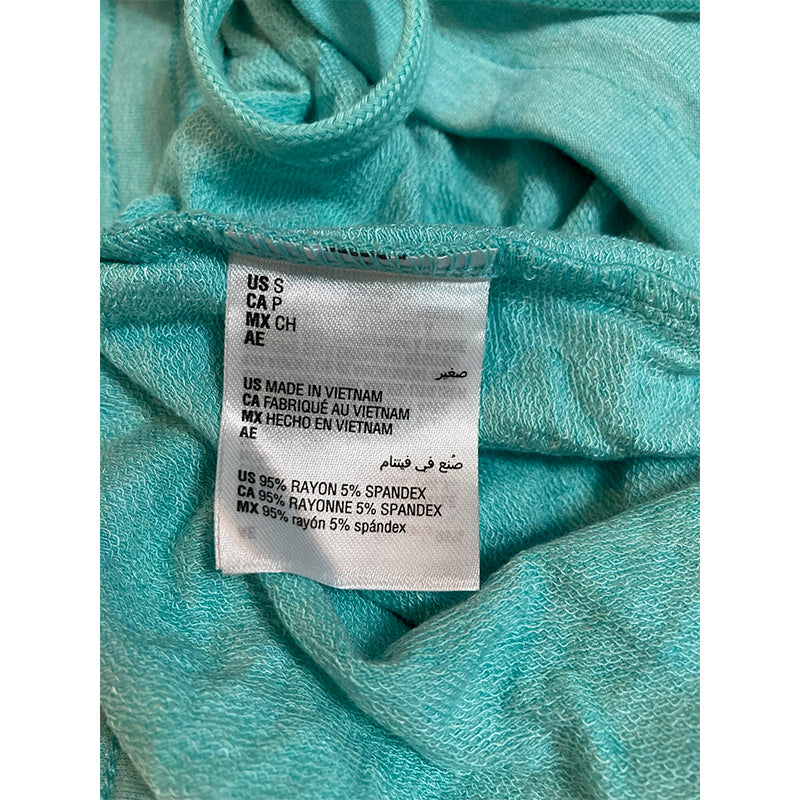 US S
CA P
MX CH
AE
صغير
US MADE IN VIETNAM
CA FABRIQUÉ AU VIETNAM
MX HECHO EN VIETNAM
AE
صُنع في فيتنام
US 95% RAYON 5% SPANDEX
CA 95% RAYONNE 5% SPANDEX
MX 95% rayón 5% spándex